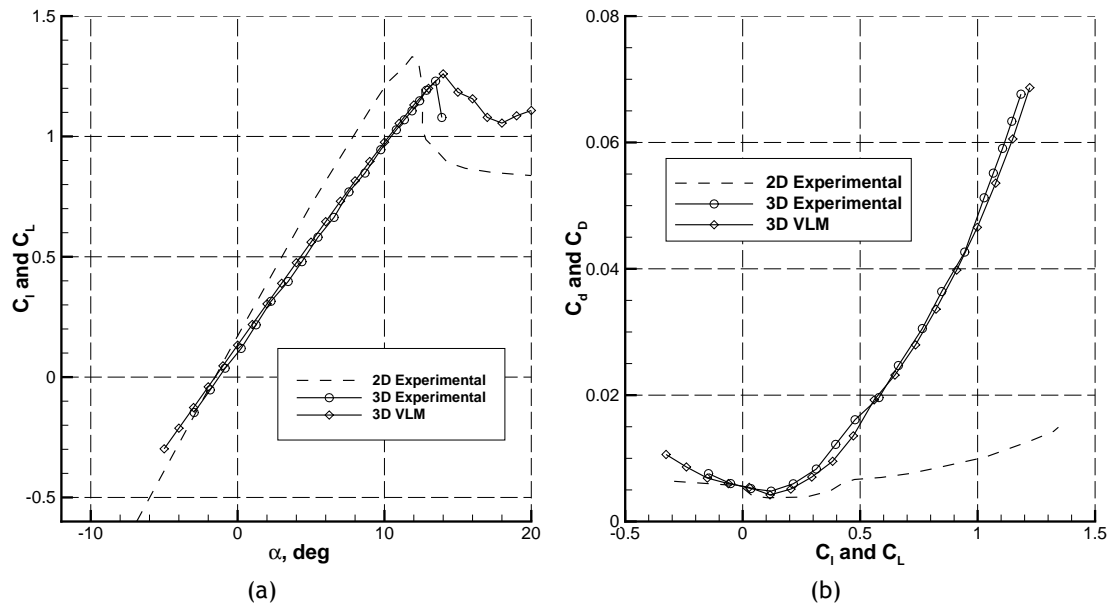 1.5
1
0.5
0
-0.5
C_l and C_L
-10
0
10
20
α, deg
2D Experimental
3D Experimental
3D VLM
(a)
0.08
0.06
0.04
0.02
0
C_d and C_D
-0.5
0
0.5
1
1.5
C_l and C_L
2D Experimental
3D Experimental
3D VLM
(b)